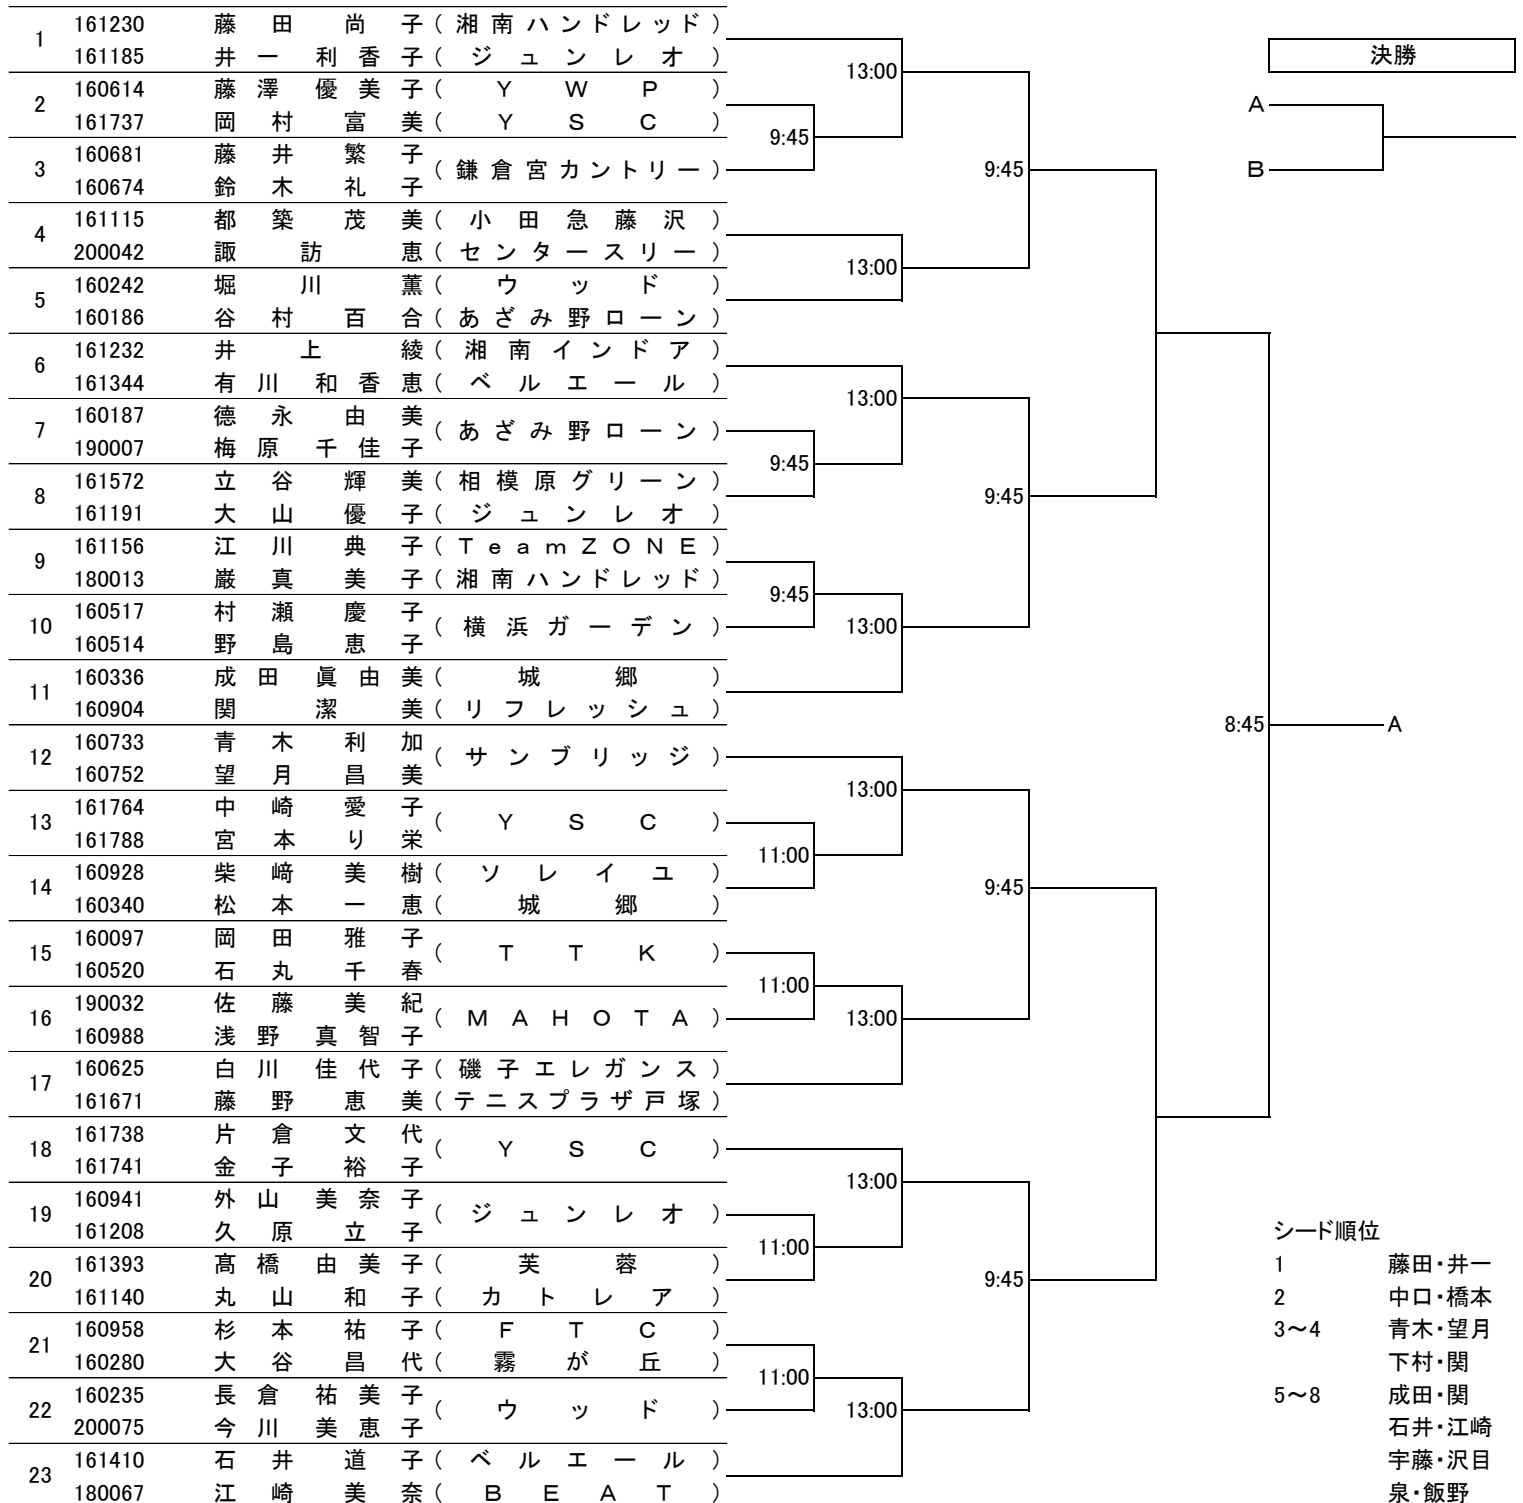 1 161230 藤田尚子(湘南ハンドレッド)
161185 井一利香子(ジュンレオ)
2 160614 藤澤優美子(YWP)
161737 岡村富美(YSC)
3 160681 藤井繁子
160674 鈴木礼子
(鎌倉宮カントリー)
4 161115 都築茂美(小田急藤沢)
200042 諏訪恵(センタースリー)
5 160242 堀川薫(ウッド)
160186 谷村百合(あざみ野ローン)
6 161232 井上綾(湘南インドア)
161344 有川和香恵(ベルエール)
7 160187 德永由美
190007 梅原千佳子
(あざみ野ローン)
8 161572 立谷輝美(相模原グリーン)
161191 大山優子(ジュンレオ)
9 161156 江川典子(TeamZONE)
180013 巌真美子(湘南ハンドレッド)
10 160517 村瀬慶子
160514 野島恵子
(横浜ガーデン)
11 160336 成田眞由美(城郷)
160904 関潔美(リフレッシュ)
12 160733 青木利加
160752 望月昌美
(サンブリッジ)
13 161764 中崎愛子
161788 宮本り栄
(YSC)
14 160928 柴﨑美樹(ソレイユ)
160340 松本一恵(城郷)
15 160097 岡田雅子
160520 石丸千春
(TTK)
16 190032 佐藤美紀
160988 浅野真智子
(MAHOTA)
17 160625 白川佳代子(磯子エレガンス)
161671 藤野恵美(テニスプラザ戸塚)
18 161738 片倉文代
161741 金子裕子
(YSC)
19 160941 外山美奈子
161208 久原立子
(ジュンレオ)
20 161393 髙橋由美子(芙蓉)
161140 丸山和子(カトレア)
21 160958 杉本祐子(FTC)
160280 大谷昌代(霧が丘)
22 160235 長倉祐美子
200075 今川美恵子
(ウッド)
23 161410 石井道子(ベルエール)
180067 江崎美奈(BEAT)
9:45
9:45
9:45
11:00
11:00
11:00
11:00
13:00
13:00
13:00
13:00
13:00
13:00
13:00
13:00
9:45
9:45
9:45
9:45
8:45
A
決勝
A
B
シード順位
1 藤田・井一
2 中口・橋本
3～4 青木・望月
下村・関
5～8 成田・関
石井・江崎
宇藤・沢目
泉・飯野